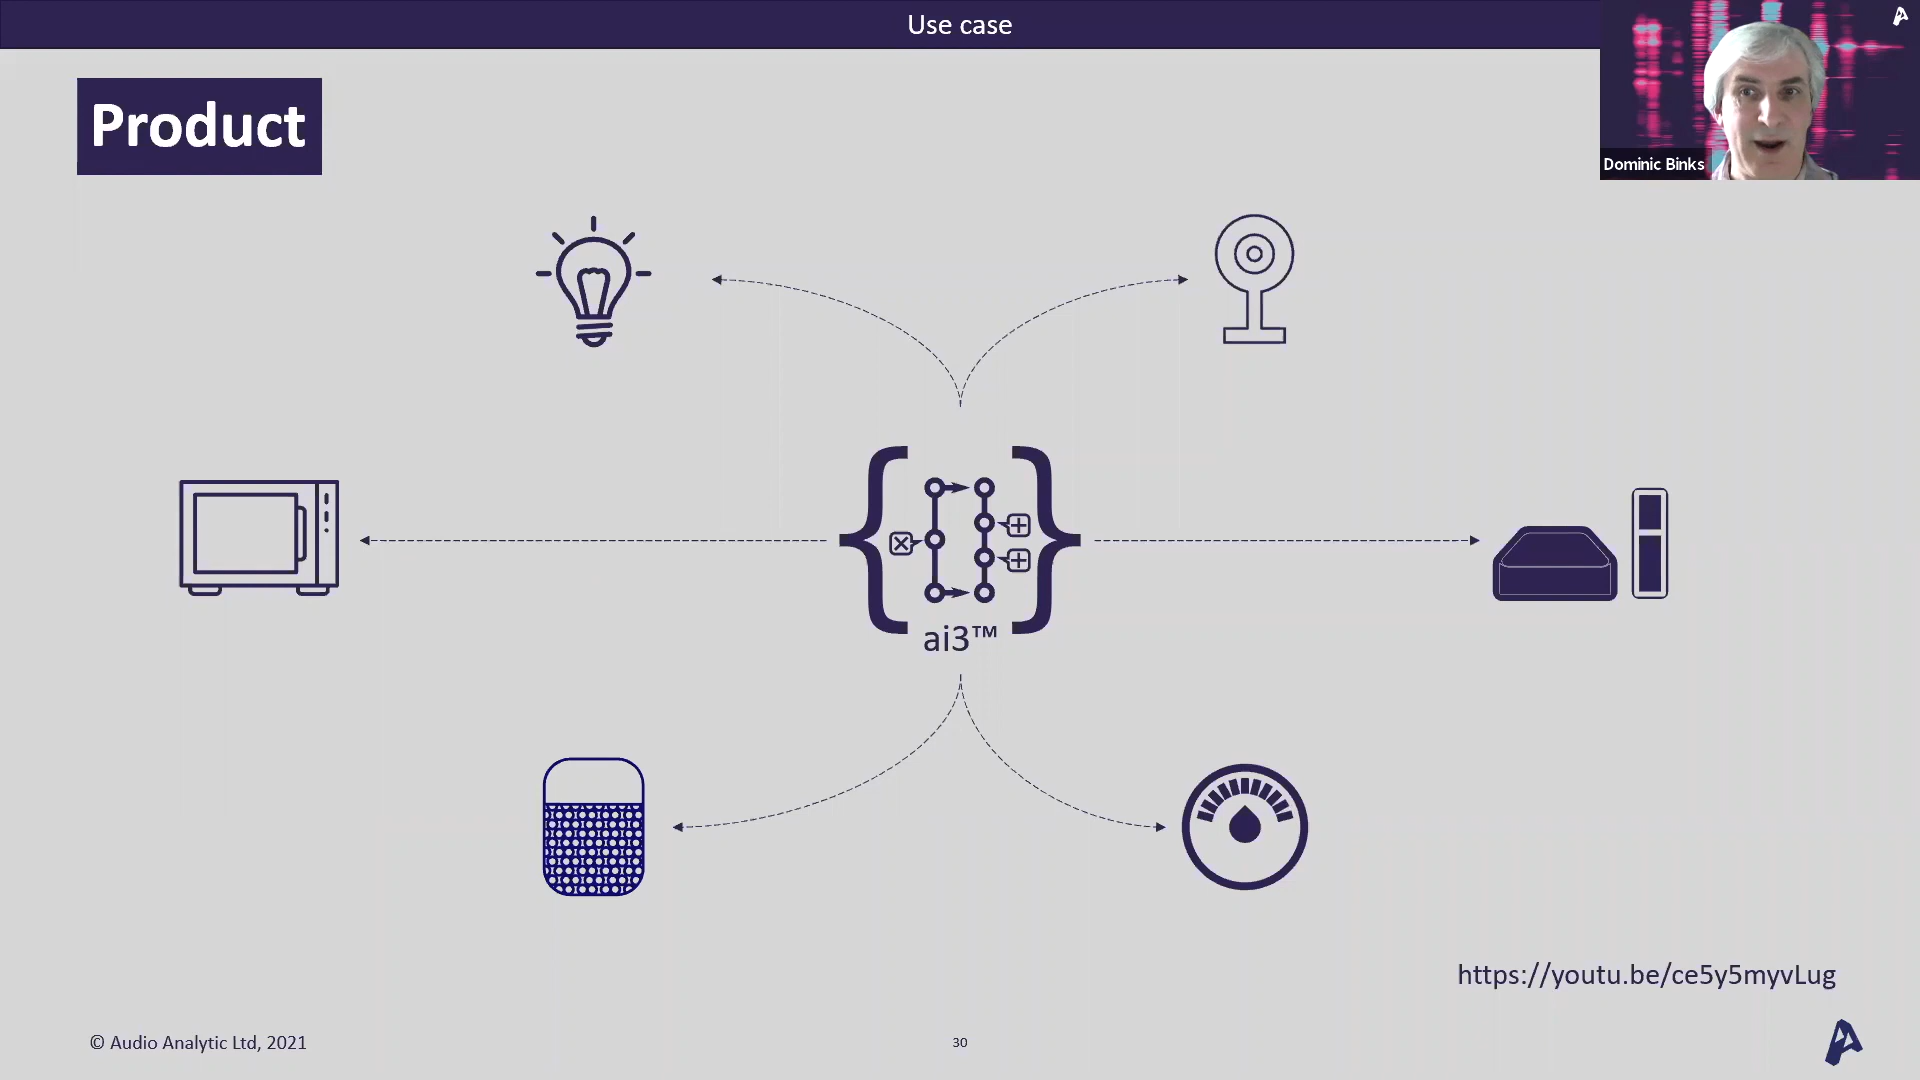 Use case
Product
Dominic Binks
ai3™
https://youtu.be/ce5y5myvLug
© Audio Analytic Ltd, 2021
30